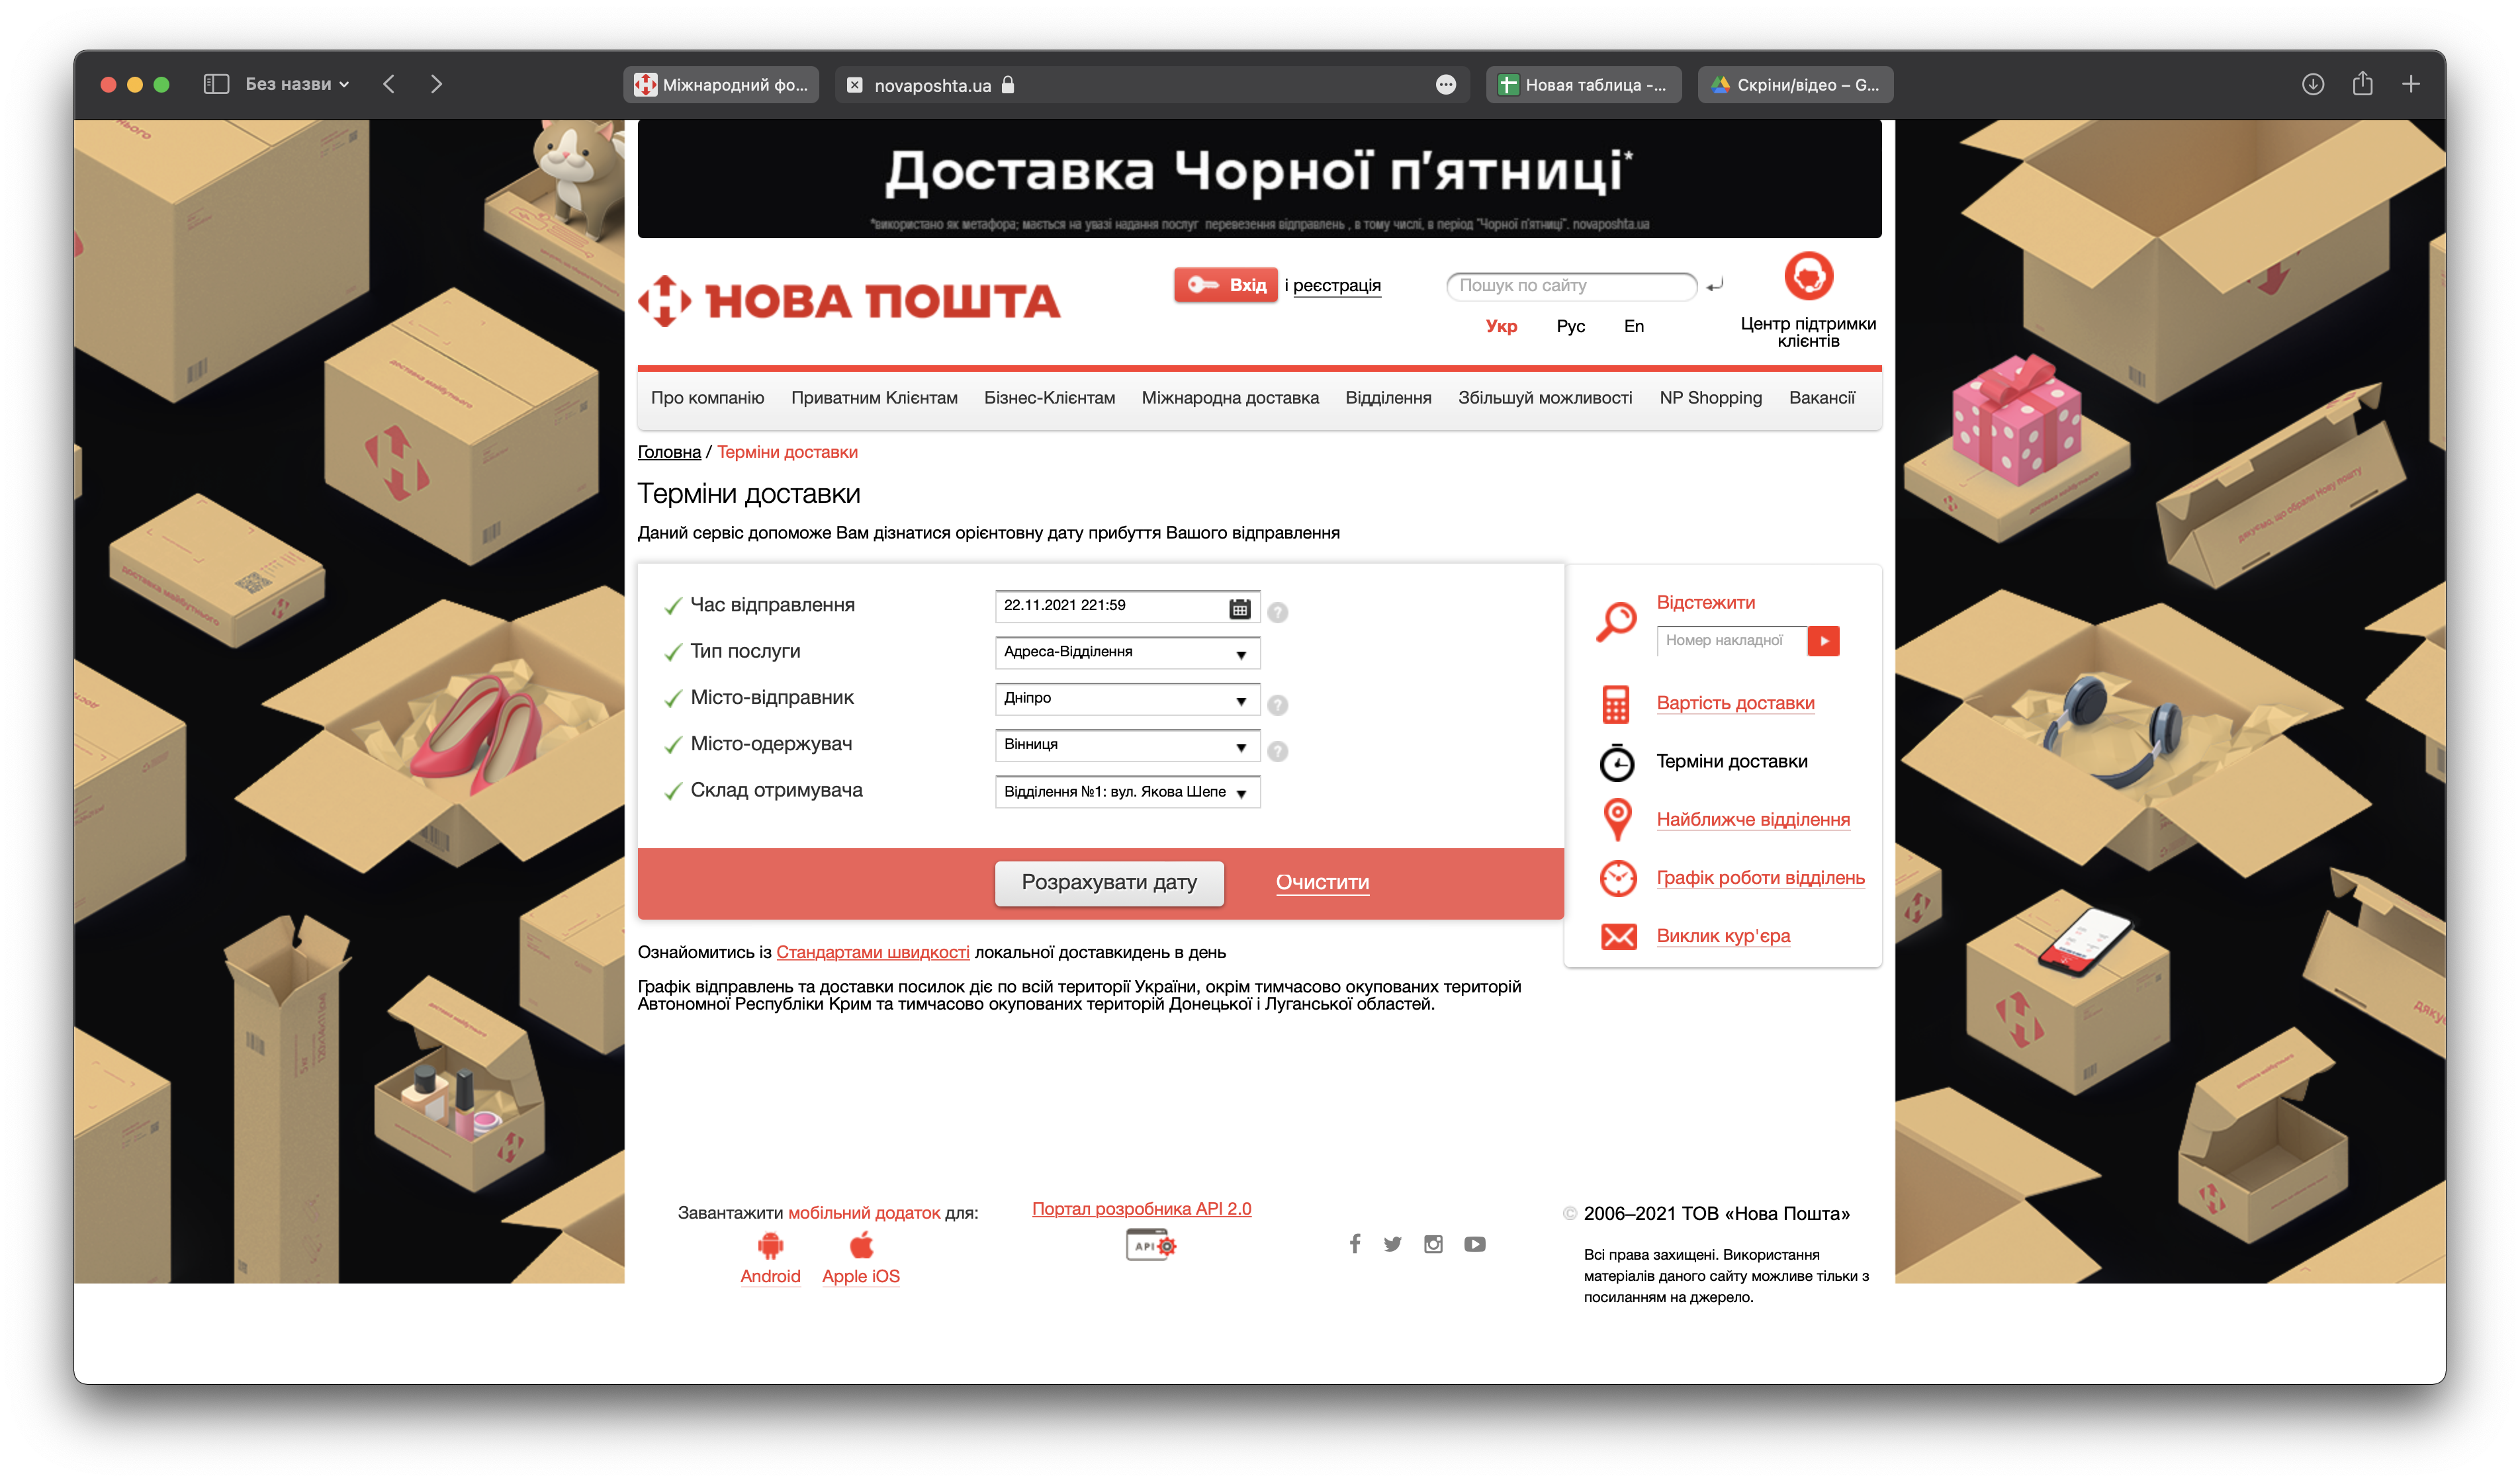 Без назви
Міжнародний фо...
novaposhta.ua
Новая таблица -...
Скріни/відео – G...
Доставка Чорної п'ятниці*
*використано як метафора; мається на увазі надання послуг перевезення відправлень , в тому числі, в період "Чорної п'ятниці". novaposhta.ua
НОВА ПОШТА
Вхід і реєстрація
Пошук по сайту
Укр Рус En
Центр підтримки
клієнтів
Про компанію Приватним Клієнтам Бізнес-Клієнтам Міжнародна доставка Відділення Збільшуй можливості NP Shopping Вакансії
Головна / Терміни доставки
Терміни доставки
Даний сервіс допоможе Вам дізнатися орієнтовну дату прибуття Вашого відправлення
Час відправлення 22.11.2021 221:59 ?
Тип послуги Адреса-Відділення
Місто-відправник Дніпро ?
Місто-одержувач Вінниця ?
Склад отримувача Відділення №1: вул. Якова Шепе
Розрахувати дату Очистити
Відстежити
Номер накладної
Вартість доставки
Терміни доставки
Найближче відділення
Графік роботи відділень
Виклик кур'єра
Ознайомитись із Стандартами швидкості локальної доставкидень в день
Графік відправлень та доставки посилок діє по всій території України, окрім тимчасово окупованих територій
Автономної Республіки Крим та тимчасово окупованих територій Донецької і Луганської областей.
Завантажити мобільний додаток для:
Android Apple iOS
Портал розробника API 2.0
API
© 2006–2021 ТОВ «Нова Пошта»
Всі права захищені. Використання
матеріалів даного сайту можливе тільки з
посиланням на джерело.
доставка майбутнього
доставка майбутнього
дякуємо, що обрали Нову пошту